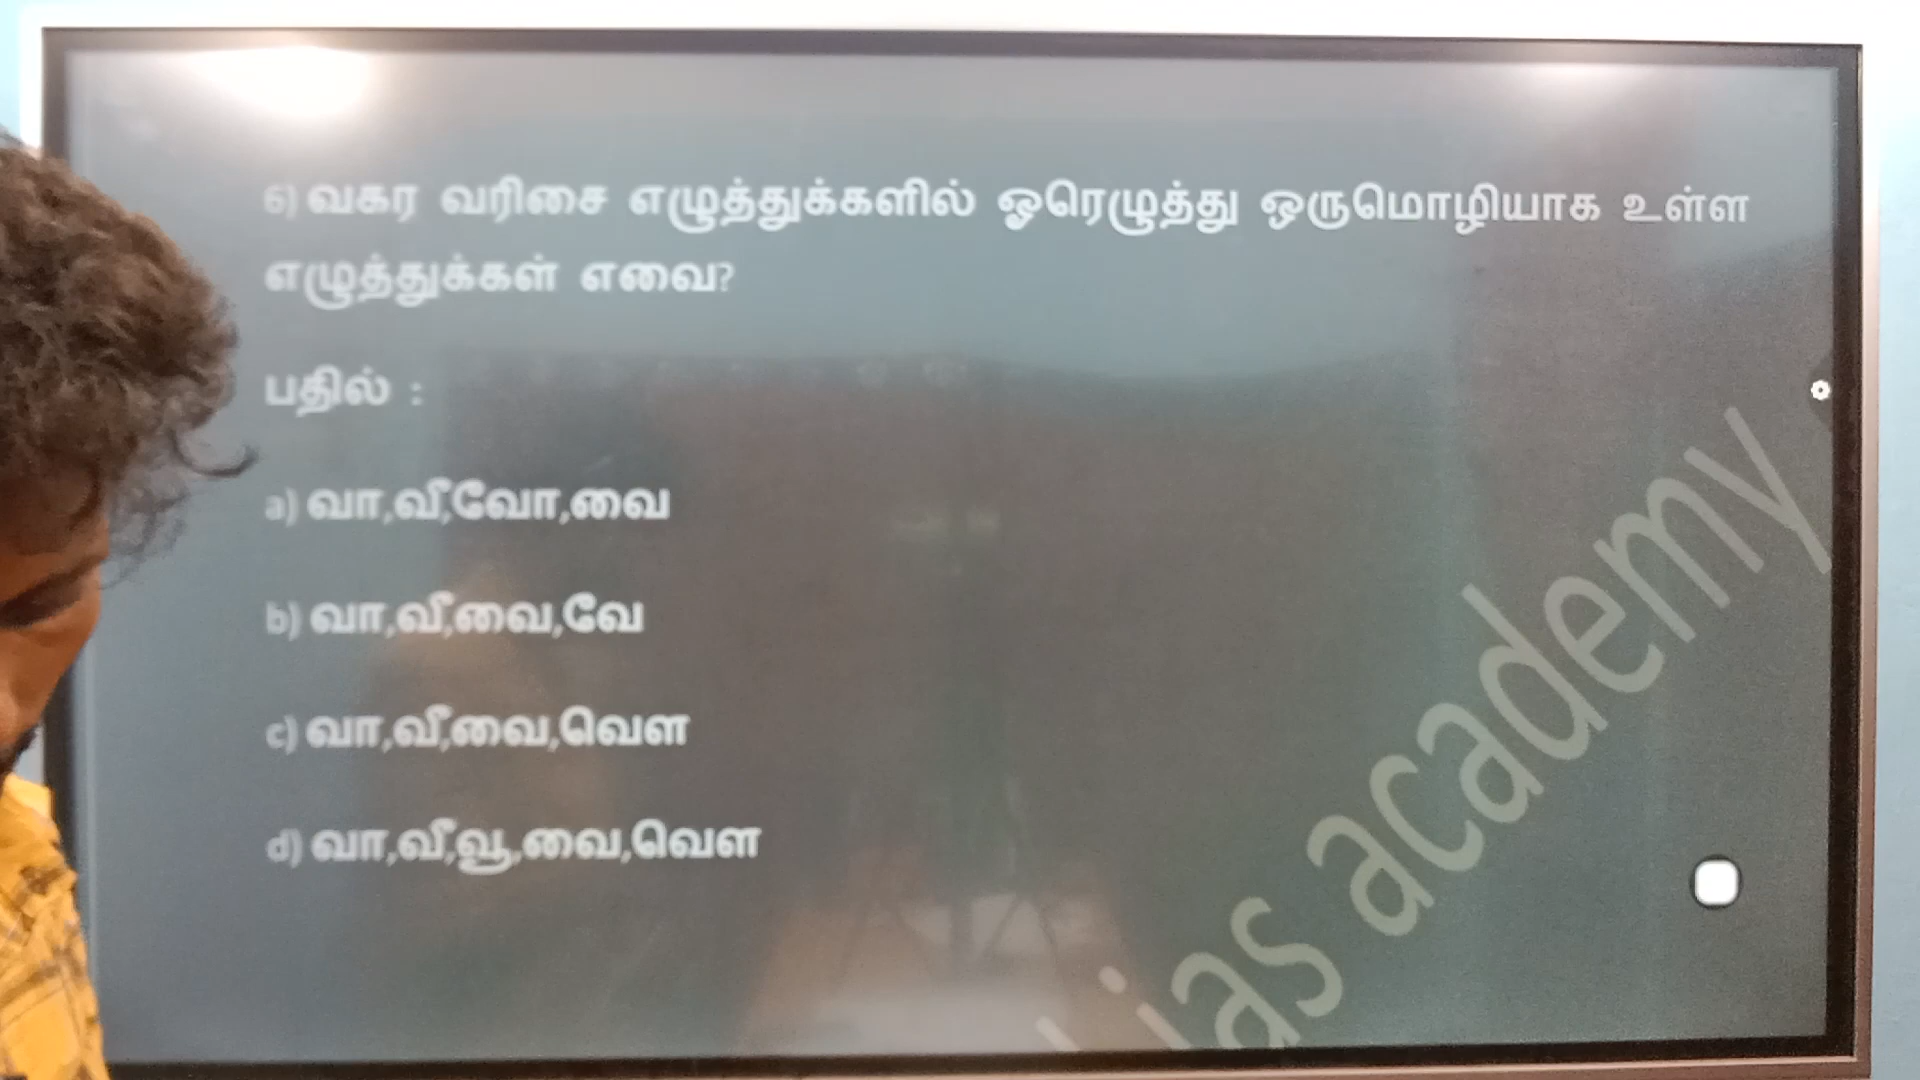 6) வகர வரிசை எழுத்துக்களில் ஓரெழுத்து ஒருமொழியாக உள்ள
எழுத்துக்கள் எவை?
பதில் :
a) வா,வீ,வோ,வை
b) வா,வீ,வை,வே
c) வா,வீ,வை,வௌ
d) வா,வீ,வூ,வை,வௌ
ias academy